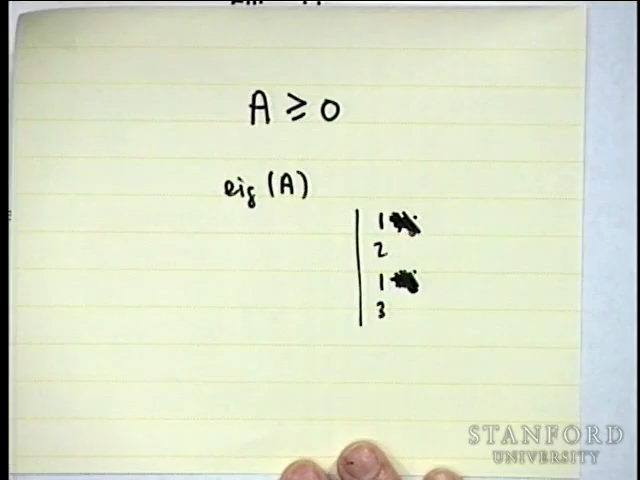 A ≥ 0
eig (A)
1
2
1
3
STANFORD
UNIVERSITY